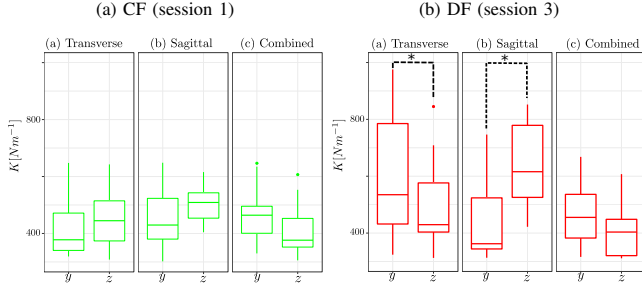 (a) CF (session 1)
(b) DF (session 3)
(a) Transverse (b) Sagittal (c) Combined
(a) Transverse (b) Sagittal (c) Combined
K[Nm⁻¹]
800
400
y z y z y z
K[Nm⁻¹]
800
400
* *
y z y z y z